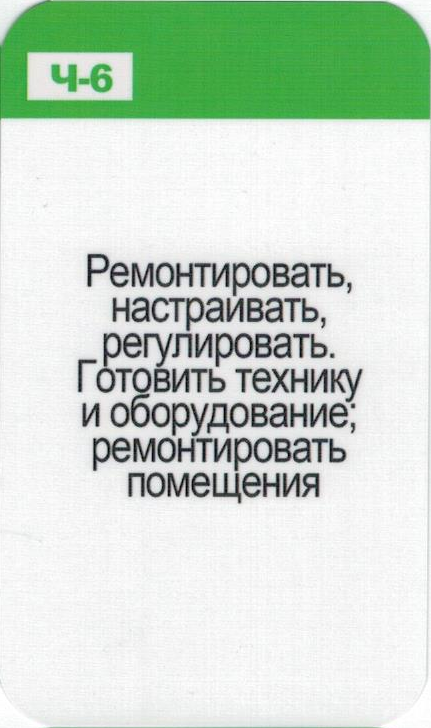 Ч-6
Ремонтировать,
настраивать,
регулировать.
Готовить технику
и оборудование;
ремонтировать
помещения